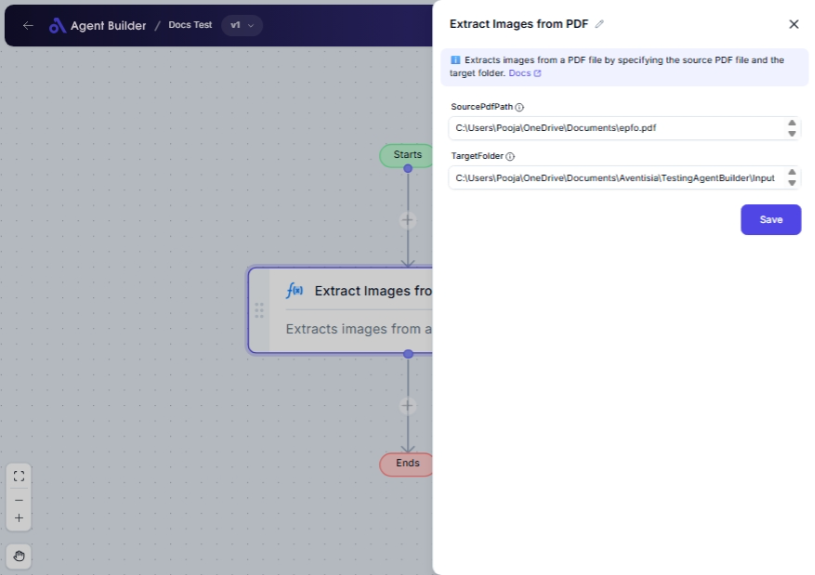 Agent Builder / Docs Test v1
Extract Images from PDF
Extracts images from a PDF file by specifying the source PDF file and the
target folder. Docs
SourcePdfPath
C:\Users\Pooja\OneDrive\Documents\epfo.pdf
TargetFolder
C:\Users\Pooja\OneDrive\Documents\Aventisia\TestingAgentBuilder\Input
Save
Starts
Extract Images fro
Extracts images from a
Ends